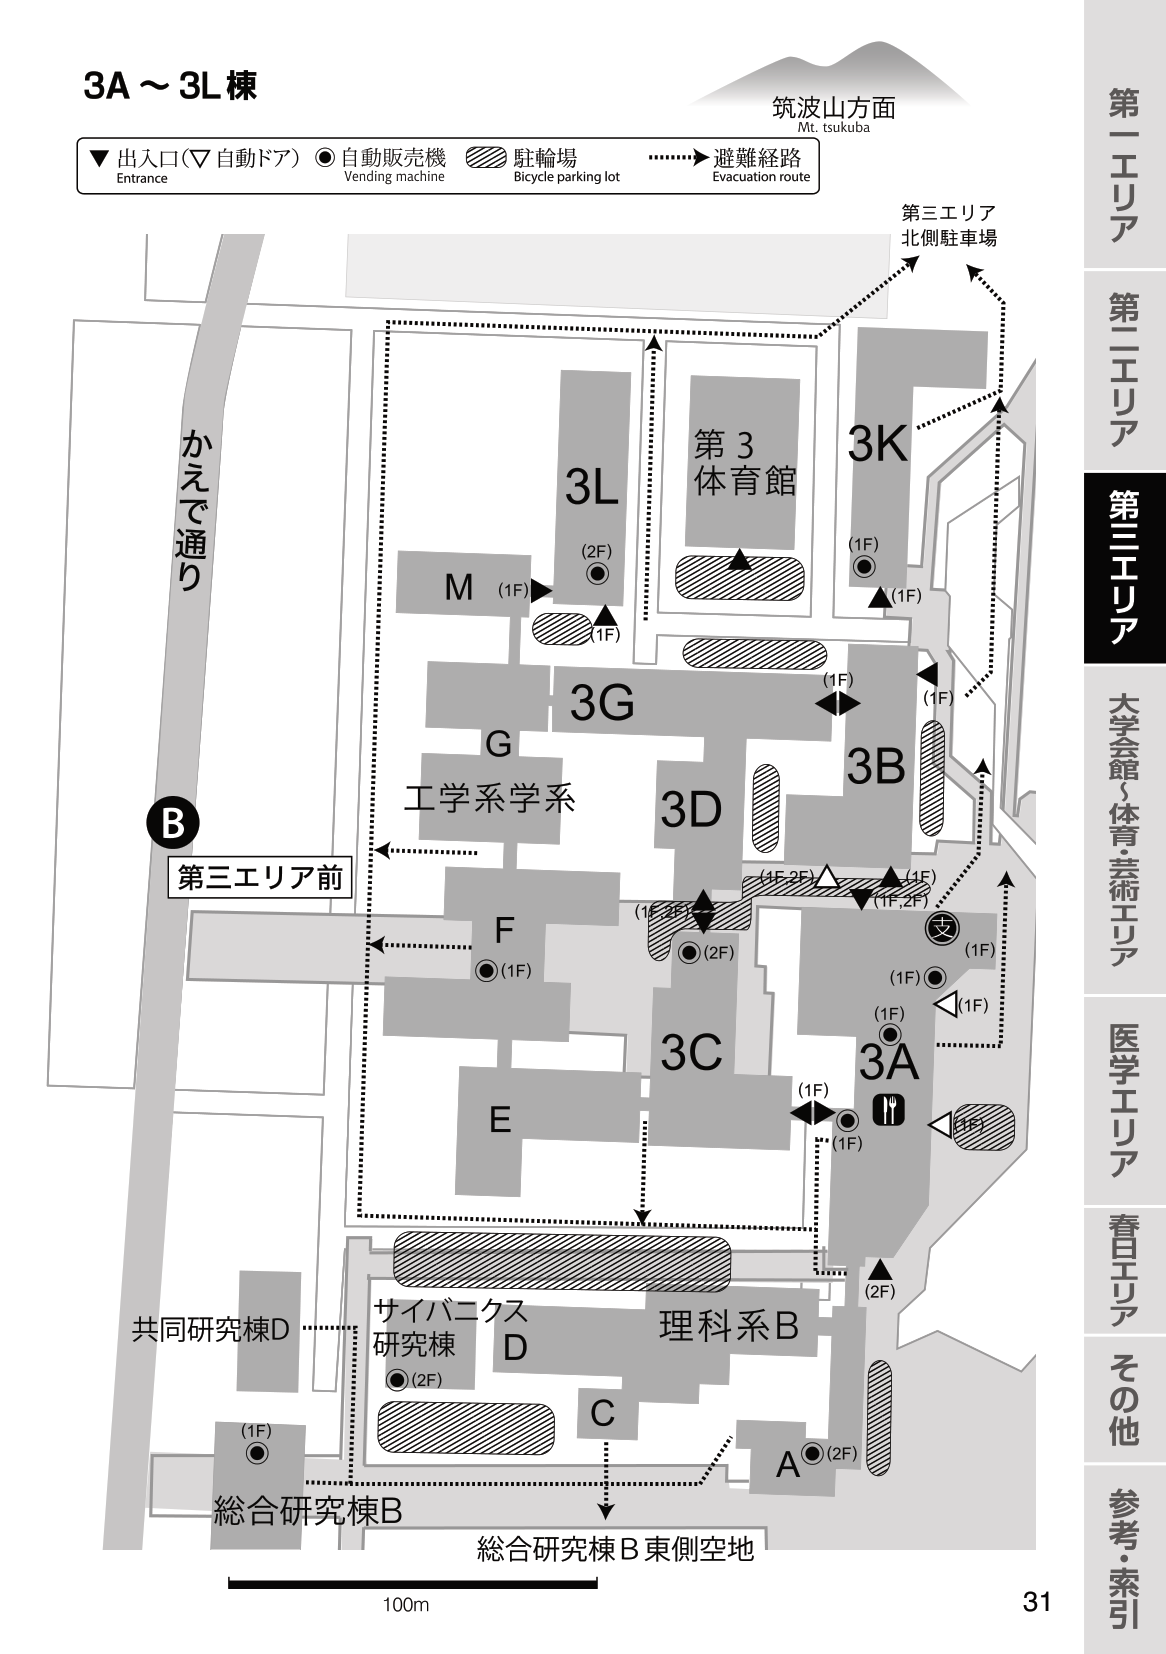 3A ～ 3L棟
筑波山方面
Mt. tsukuba
出入口(▽自動ドア)
Entrance
自動販売機
Vending machine
駐輪場
Bicycle parking lot
避難経路
Evacuation route
第三エリア
北側駐車場
かえで通り
3L
(2F)
第3
体育館
3K
(1F)
(1F)
M
(1F)
(1F)
3G
(1F)
(1F)
G
工学系学系
3D
3B
B
第三エリア前
(1F,2F)
(1F)
(1F,2F)
(1F,2F)
F
(1F)
(2F)
支
(1F)
(1F)
(1F)
(1F)
3C
3A
E
(1F)
(1F)
(1F)
(2F)
共同研究棟D
サイバニクス
研究棟
(2F)
D
理科系B
C
A
(2F)
(1F)
総合研究棟B
総合研究棟B東側空地
100m
31
第一エリア
第二エリア
第三エリア
大学会館～体育・芸術エリア
医学エリア
春日エリア
その他
参考・索引